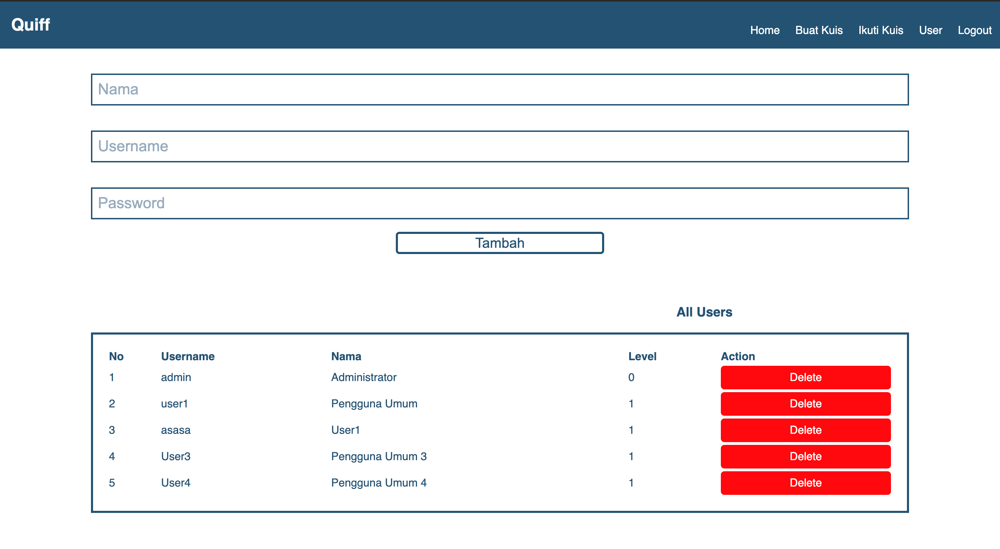 Quiff
Home Buat Kuis Ikuti Kuis User Logout
Nama
Username
Password
Tambah
All Users
No Username Nama Level Action
1 admin Administrator 0 Delete
2 user1 Pengguna Umum 1 Delete
3 asasa User1 1 Delete
4 User3 Pengguna Umum 3 1 Delete
5 User4 Pengguna Umum 4 1 Delete